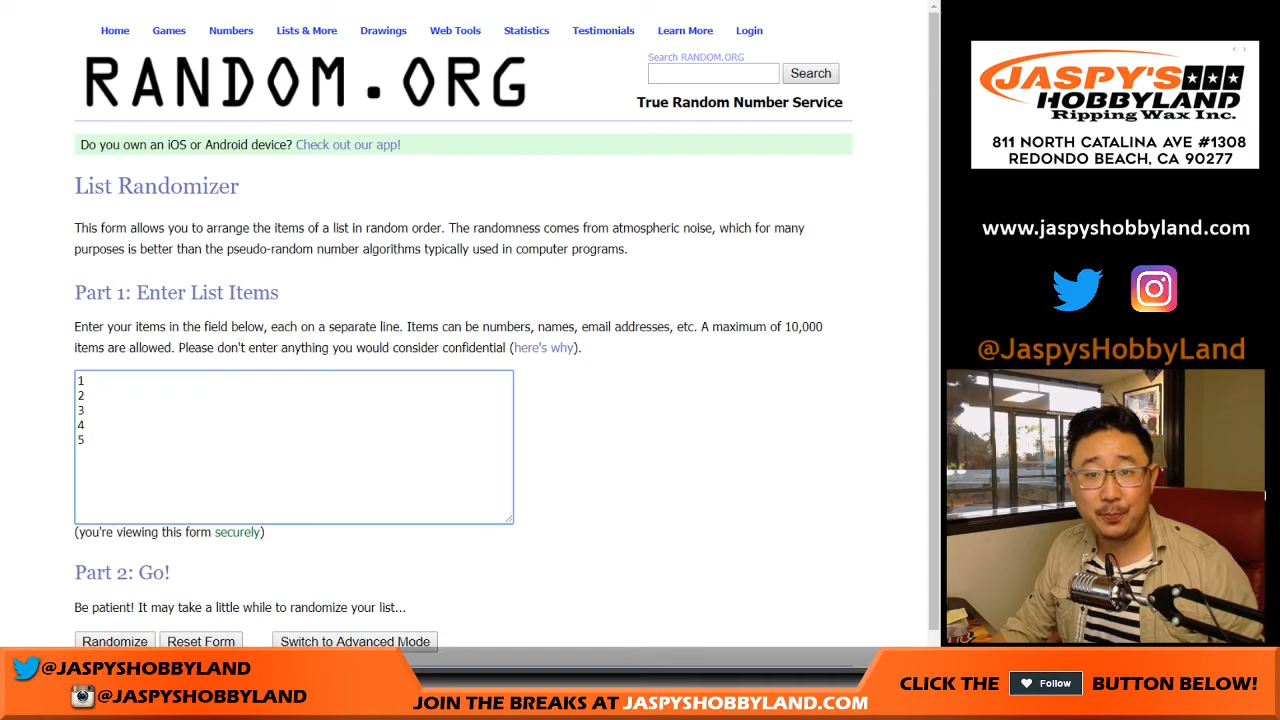 Home Games Numbers Lists & More Drawings Web Tools Statistics Testimonials Learn More Login
RANDOM.ORG
Search RANDOM.ORG
Search
True Random Number Service
Do you own an iOS or Android device? Check out our app!
List Randomizer
This form allows you to arrange the items of a list in random order. The randomness comes from atmospheric noise, which for many
purposes is better than the pseudo-random number algorithms typically used in computer programs.
Part 1: Enter List Items
Enter your items in the field below, each on a separate line. Items can be numbers, names, email addresses, etc. A maximum of 10,000
items are allowed. Please don't enter anything you would consider confidential (here's why).
1
2
3
4
5
(you're viewing this form securely)
Part 2: Go!
Be patient! It may take a little while to randomize your list...
Randomize Reset Form Switch to Advanced Mode
JASPY'S
HOBBYLAND
Ripping Wax Inc.
811 NORTH CATALINA AVE #1308
REDONDO BEACH, CA 90277
www.jaspyshobbyland.com
@JaspysHobbyLand
@JASPYSHOBBYLAND
@JASPYSHOBBYLAND
JOIN THE BREAKS AT JASPYSHOBBYLAND.COM
CLICK THE Follow BUTTON BELOW!